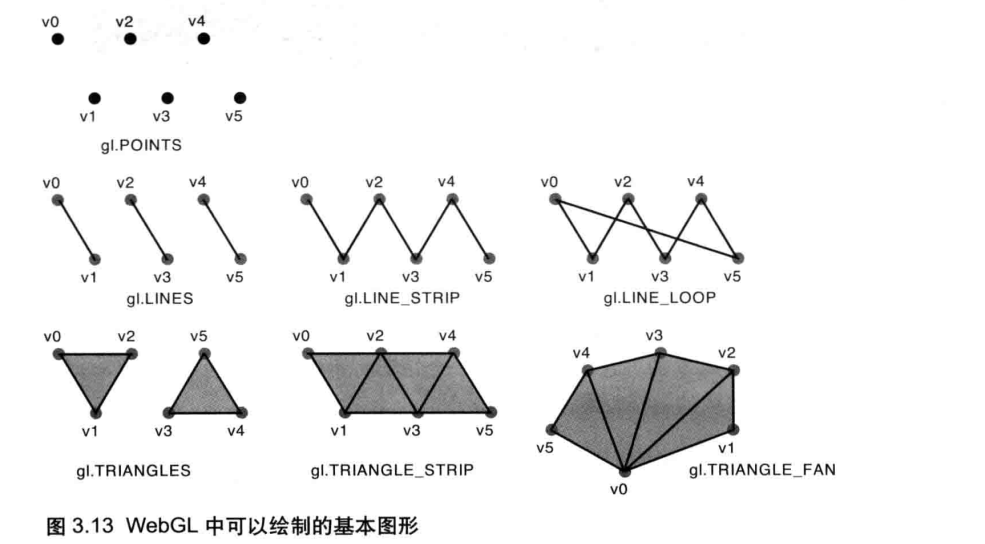 v0 v2 v4
v1 v3 v5
gl.POINTS
v0 v2 v4 v0 v2 v4 v0 v2 v4
v1 v3 v5 v1 v3 v5 v1 v3 v5
gl.LINES gl.LINE_STRIP gl.LINE_LOOP
v0 v2 v5 v0 v2 v4 v4 v3 v2
v1 v3 v4 v1 v3 v5 v5 v1
gl.TRIANGLES gl.TRIANGLE_STRIP gl.TRIANGLE_FAN
v0
图 3.13 WebGL 中可以绘制的基本图形